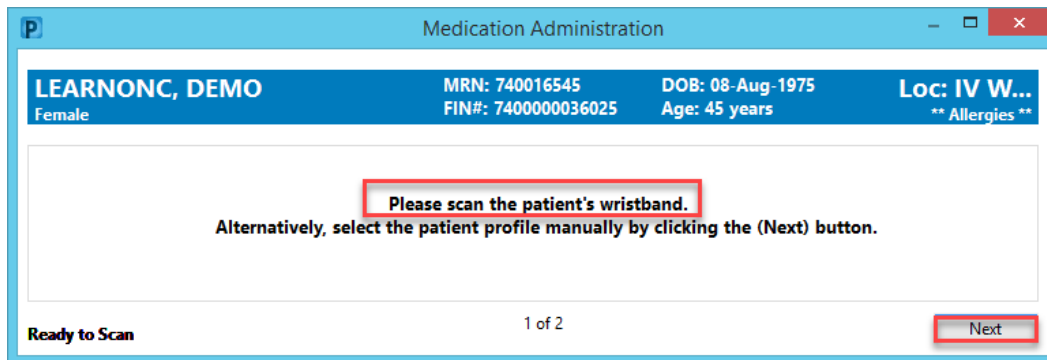 P
Medication Administration
LEARNONC, DEMO
Female
MRN: 740016545
FIN#: 7400000036025
DOB: 08-Aug-1975
Age: 45 years
Loc: IV W...
** Allergies **
Please scan the patient's wristband.
Alternatively, select the patient profile manually by clicking the (Next) button.
Ready to Scan
1 of 2
Next